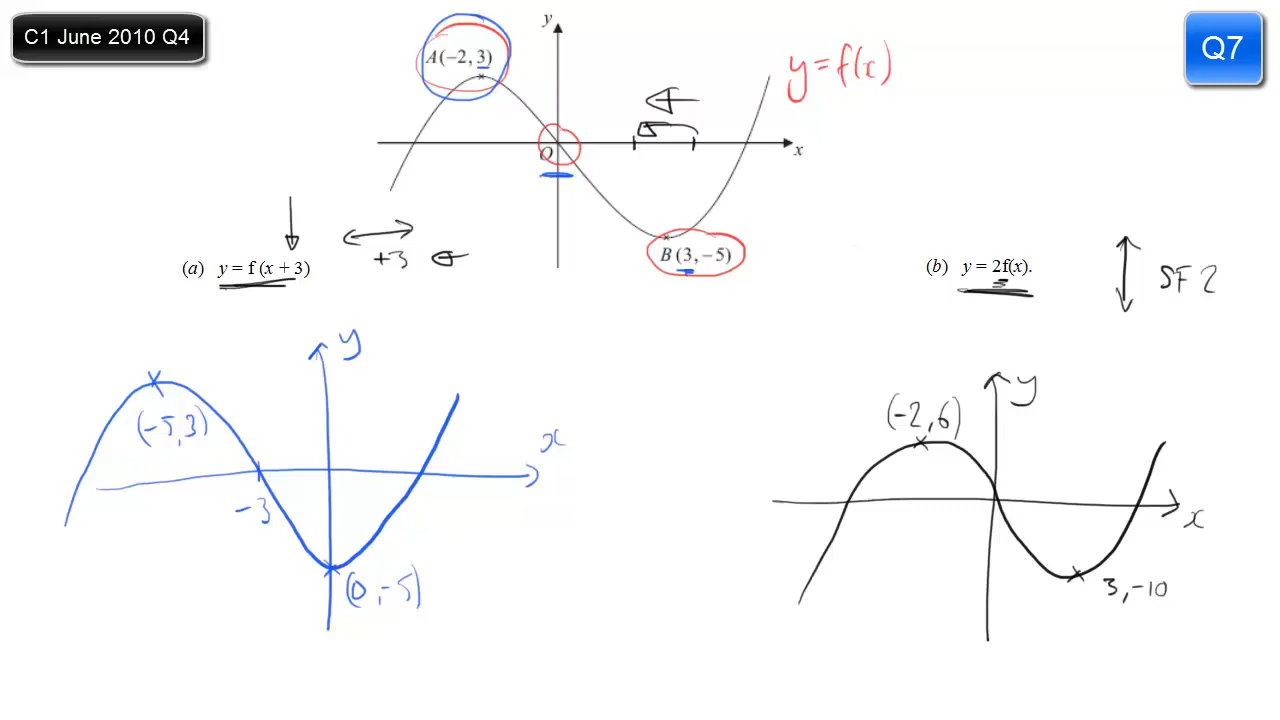 C1 June 2010 Q4
Q7
y
A(−2, 3)
y = f(x)
O
x
B (3, −5)
+3
(a) y = f (x + 3)
(b) y = 2f(x).
SF 2
y
(-5,3)
x
-3
(0,-5)
y
(-2,6)
x
3,-10